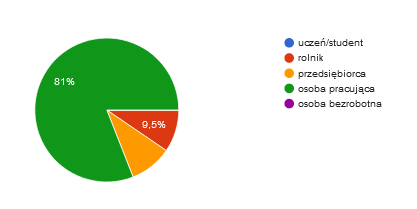 81%
9,5%
uczeń/student
rolnik
przedsiębiorca
osoba pracująca
osoba bezrobotna